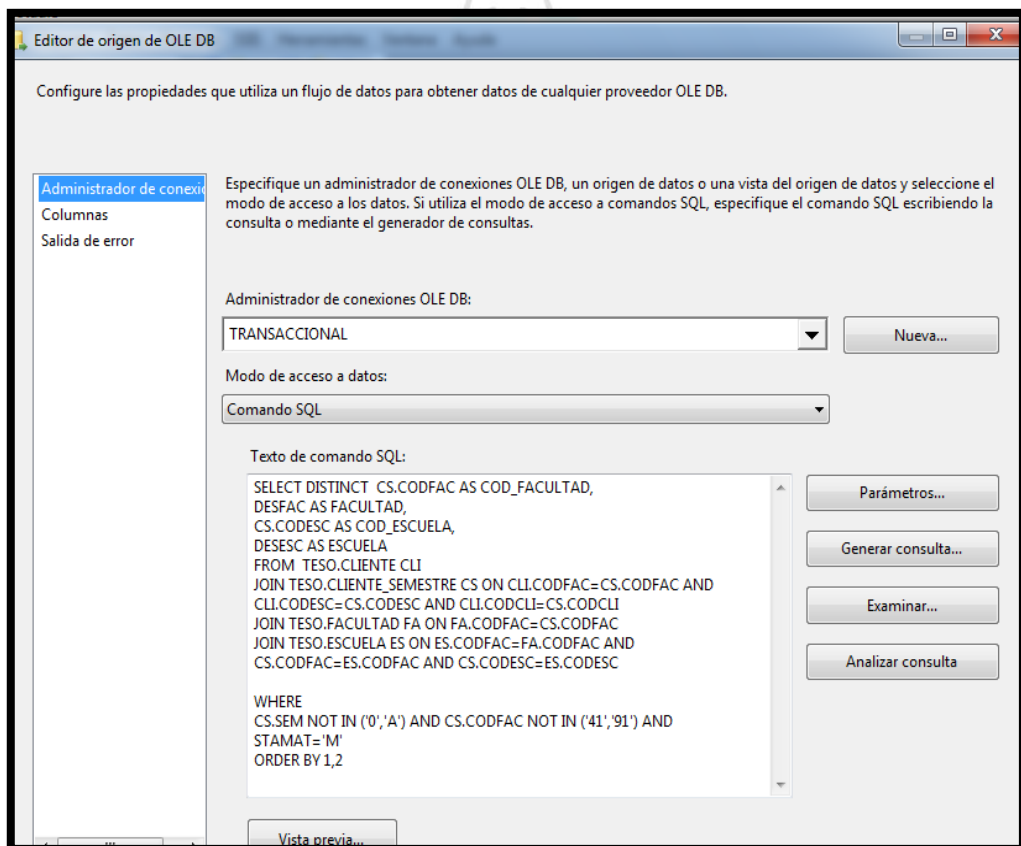 Editor de origen de OLE DB
Configure las propiedades que utiliza un flujo de datos para obtener datos de cualquier proveedor OLE DB.
Administrador de conexi
Columnas
Salida de error
Especifique un administrador de conexiones OLE DB, un origen de datos o una vista del origen de datos y seleccione el
modo de acceso a los datos. Si utiliza el modo de acceso a comandos SQL, especifique el comando SQL escribiendo la
consulta o mediante el generador de consultas.
Administrador de conexiones OLE DB:
TRANSACCIONAL
Nueva...
Modo de acceso a datos:
Comando SQL
Texto de comando SQL:
SELECT DISTINCT CS.CODFAC AS COD_FACULTAD,
DESFAC AS FACULTAD,
CS.CODESC AS COD_ESCUELA,
DESESC AS ESCUELA
FROM TESO.CLIENTE CLI
JOIN TESO.CLIENTE_SEMESTRE CS ON CLI.CODFAC=CS.CODFAC AND
CLI.CODESC=CS.CODESC AND CLI.CODCLI=CS.CODCLI
JOIN TESO.FACULTAD FA ON FA.CODFAC=CS.CODFAC
JOIN TESO.ESCUELA ES ON ES.CODFAC=FA.CODFAC AND
CS.CODFAC=ES.CODFAC AND CS.CODESC=ES.CODESC
WHERE
CS.SEM NOT IN ('0','A') AND CS.CODFAC NOT IN ('41','91') AND
STAMAT='M'
ORDER BY 1,2
Parámetros...
Generar consulta...
Examinar...
Analizar consulta
Vista previa...